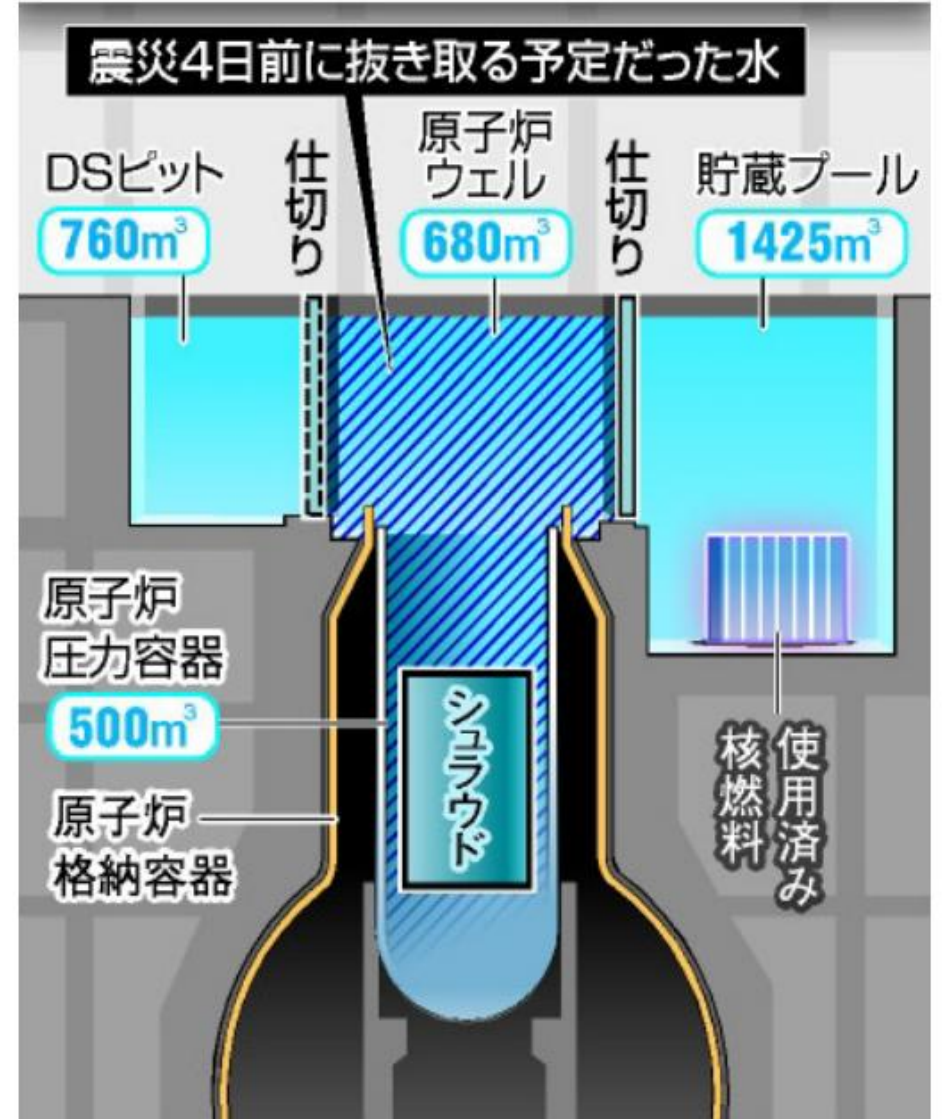 震災4日前に抜き取る予定だった水
DSピット
760m³
仕切り
原子炉
ウェル
680m³
仕切り
貯蔵プール
1425m³
原子炉
圧力容器
500m³
原子炉
格納容器
シュラウド
使用済み
核燃料